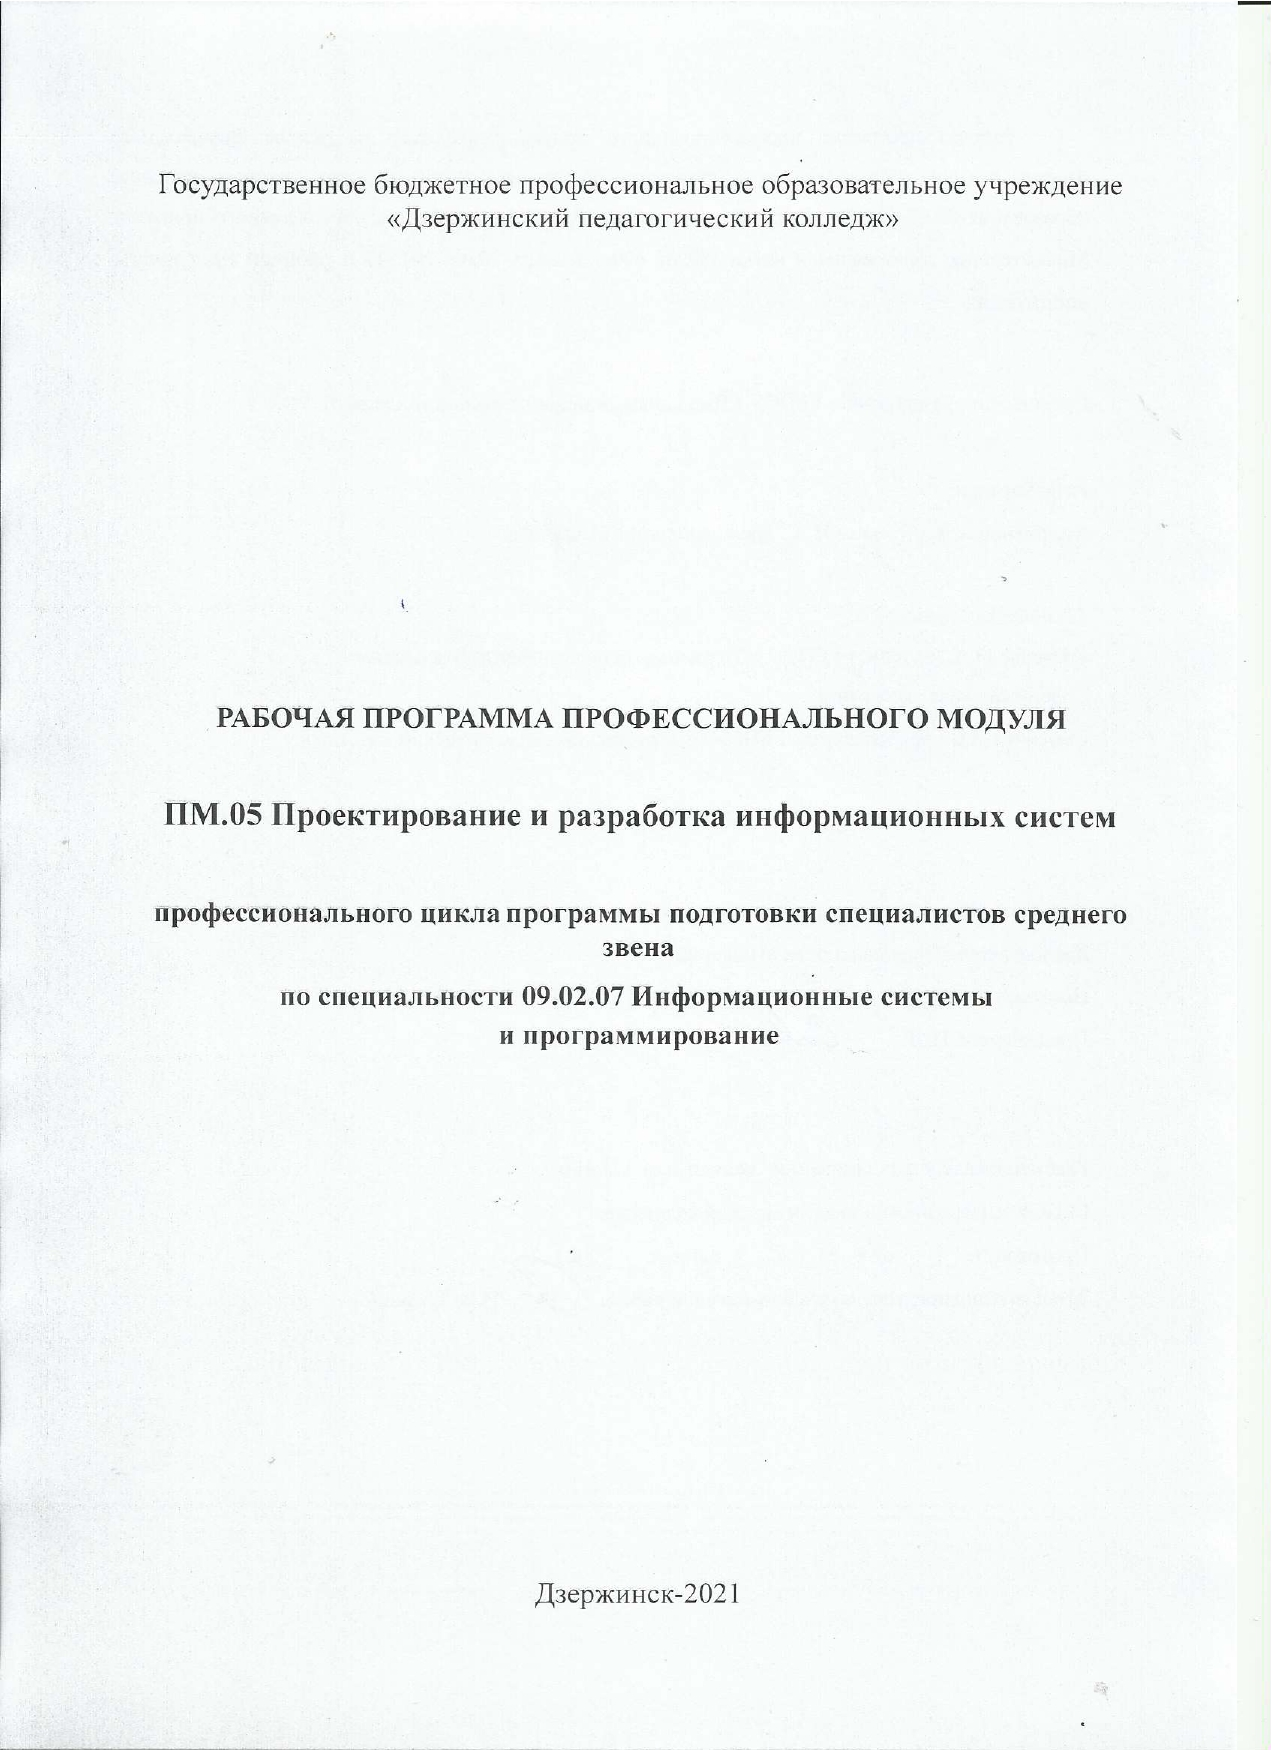 Государственное бюджетное профессиональное образовательное учреждение
«Дзержинский педагогический колледж»
РАБОЧАЯ ПРОГРАММА ПРОФЕССИОНАЛЬНОГО МОДУЛЯ
ПМ.05 Проектирование и разработка информационных систем
профессионального цикла программы подготовки специалистов среднего
звена
по специальности 09.02.07 Информационные системы
и программирование
Дзержинск-2021